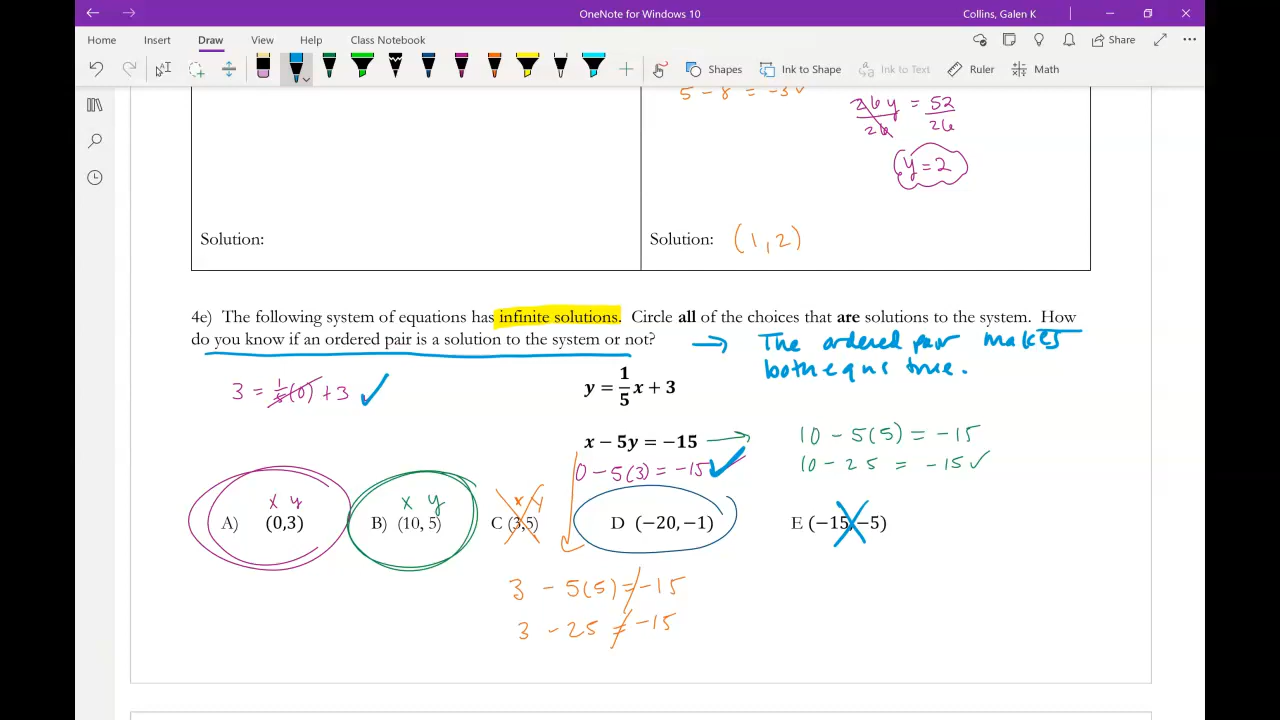 OneNote for Windows 10
Collins, Galen K
Home Insert Draw View Help Class Notebook
Share
Shapes Ink to Shape Ink to Text Ruler Math
5 - 8 = -3 ✓
26y = 52
26 26
y = 2
Solution:
Solution: (1, 2)
4e) The following system of equations has infinite solutions. Circle all of the choices that are solutions to the system. How
do you know if an ordered pair is a solution to the system or not? → The ordered pair makes
both eqns true.
3 = 1/5(0) + 3 ✓
y = 1/5 x + 3
x − 5y = −15
10 - 5(5) = -15
0 - 5(3) = -15 ✓
10 - 25 = -15 ✓
x y
x y
x y
A) (0,3) B) (10, 5) C (3,5) D (−20, −1) E (−15, −5)
3 - 5(5) ≠ -15
3 - 25 ≠ -15